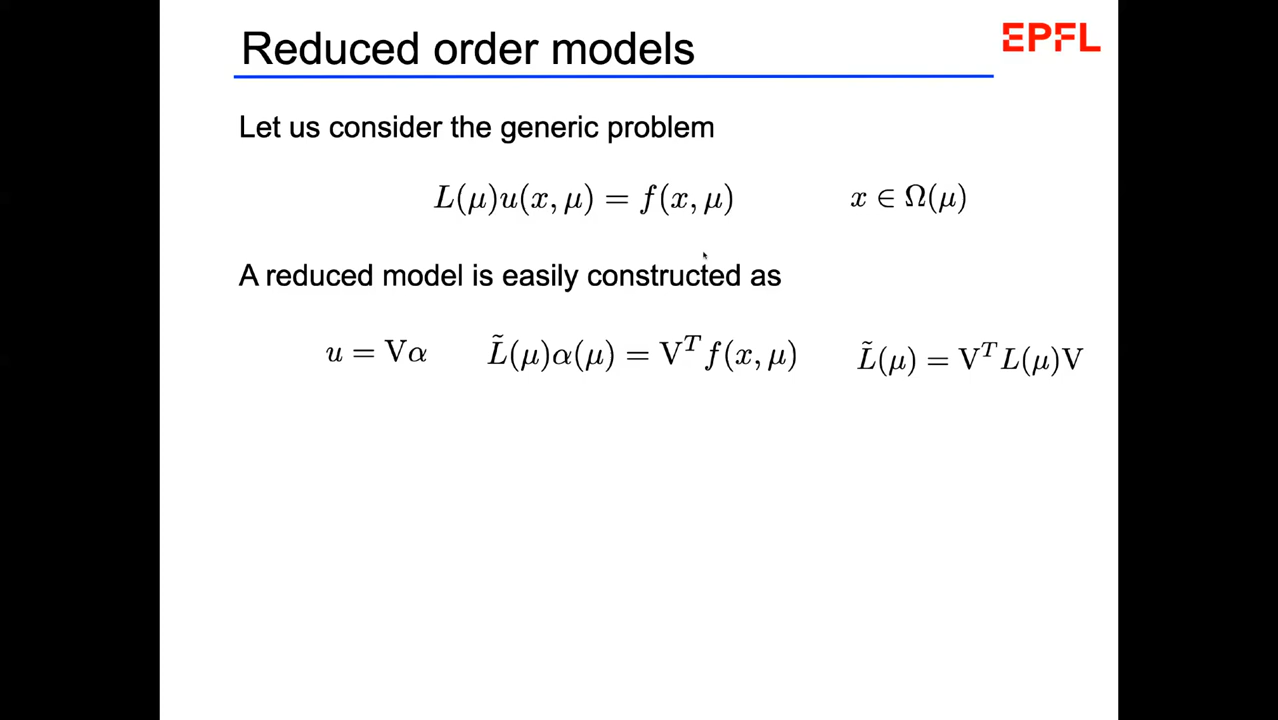 Reduced order models
EPFL
Let us consider the generic problem
L(μ)u(x, μ) = f(x, μ) x ∈ Ω(μ)
A reduced model is easily constructed as
u = Vα L̃(μ)α(μ) = V^T f(x, μ) L̃(μ) = V^T L(μ)V